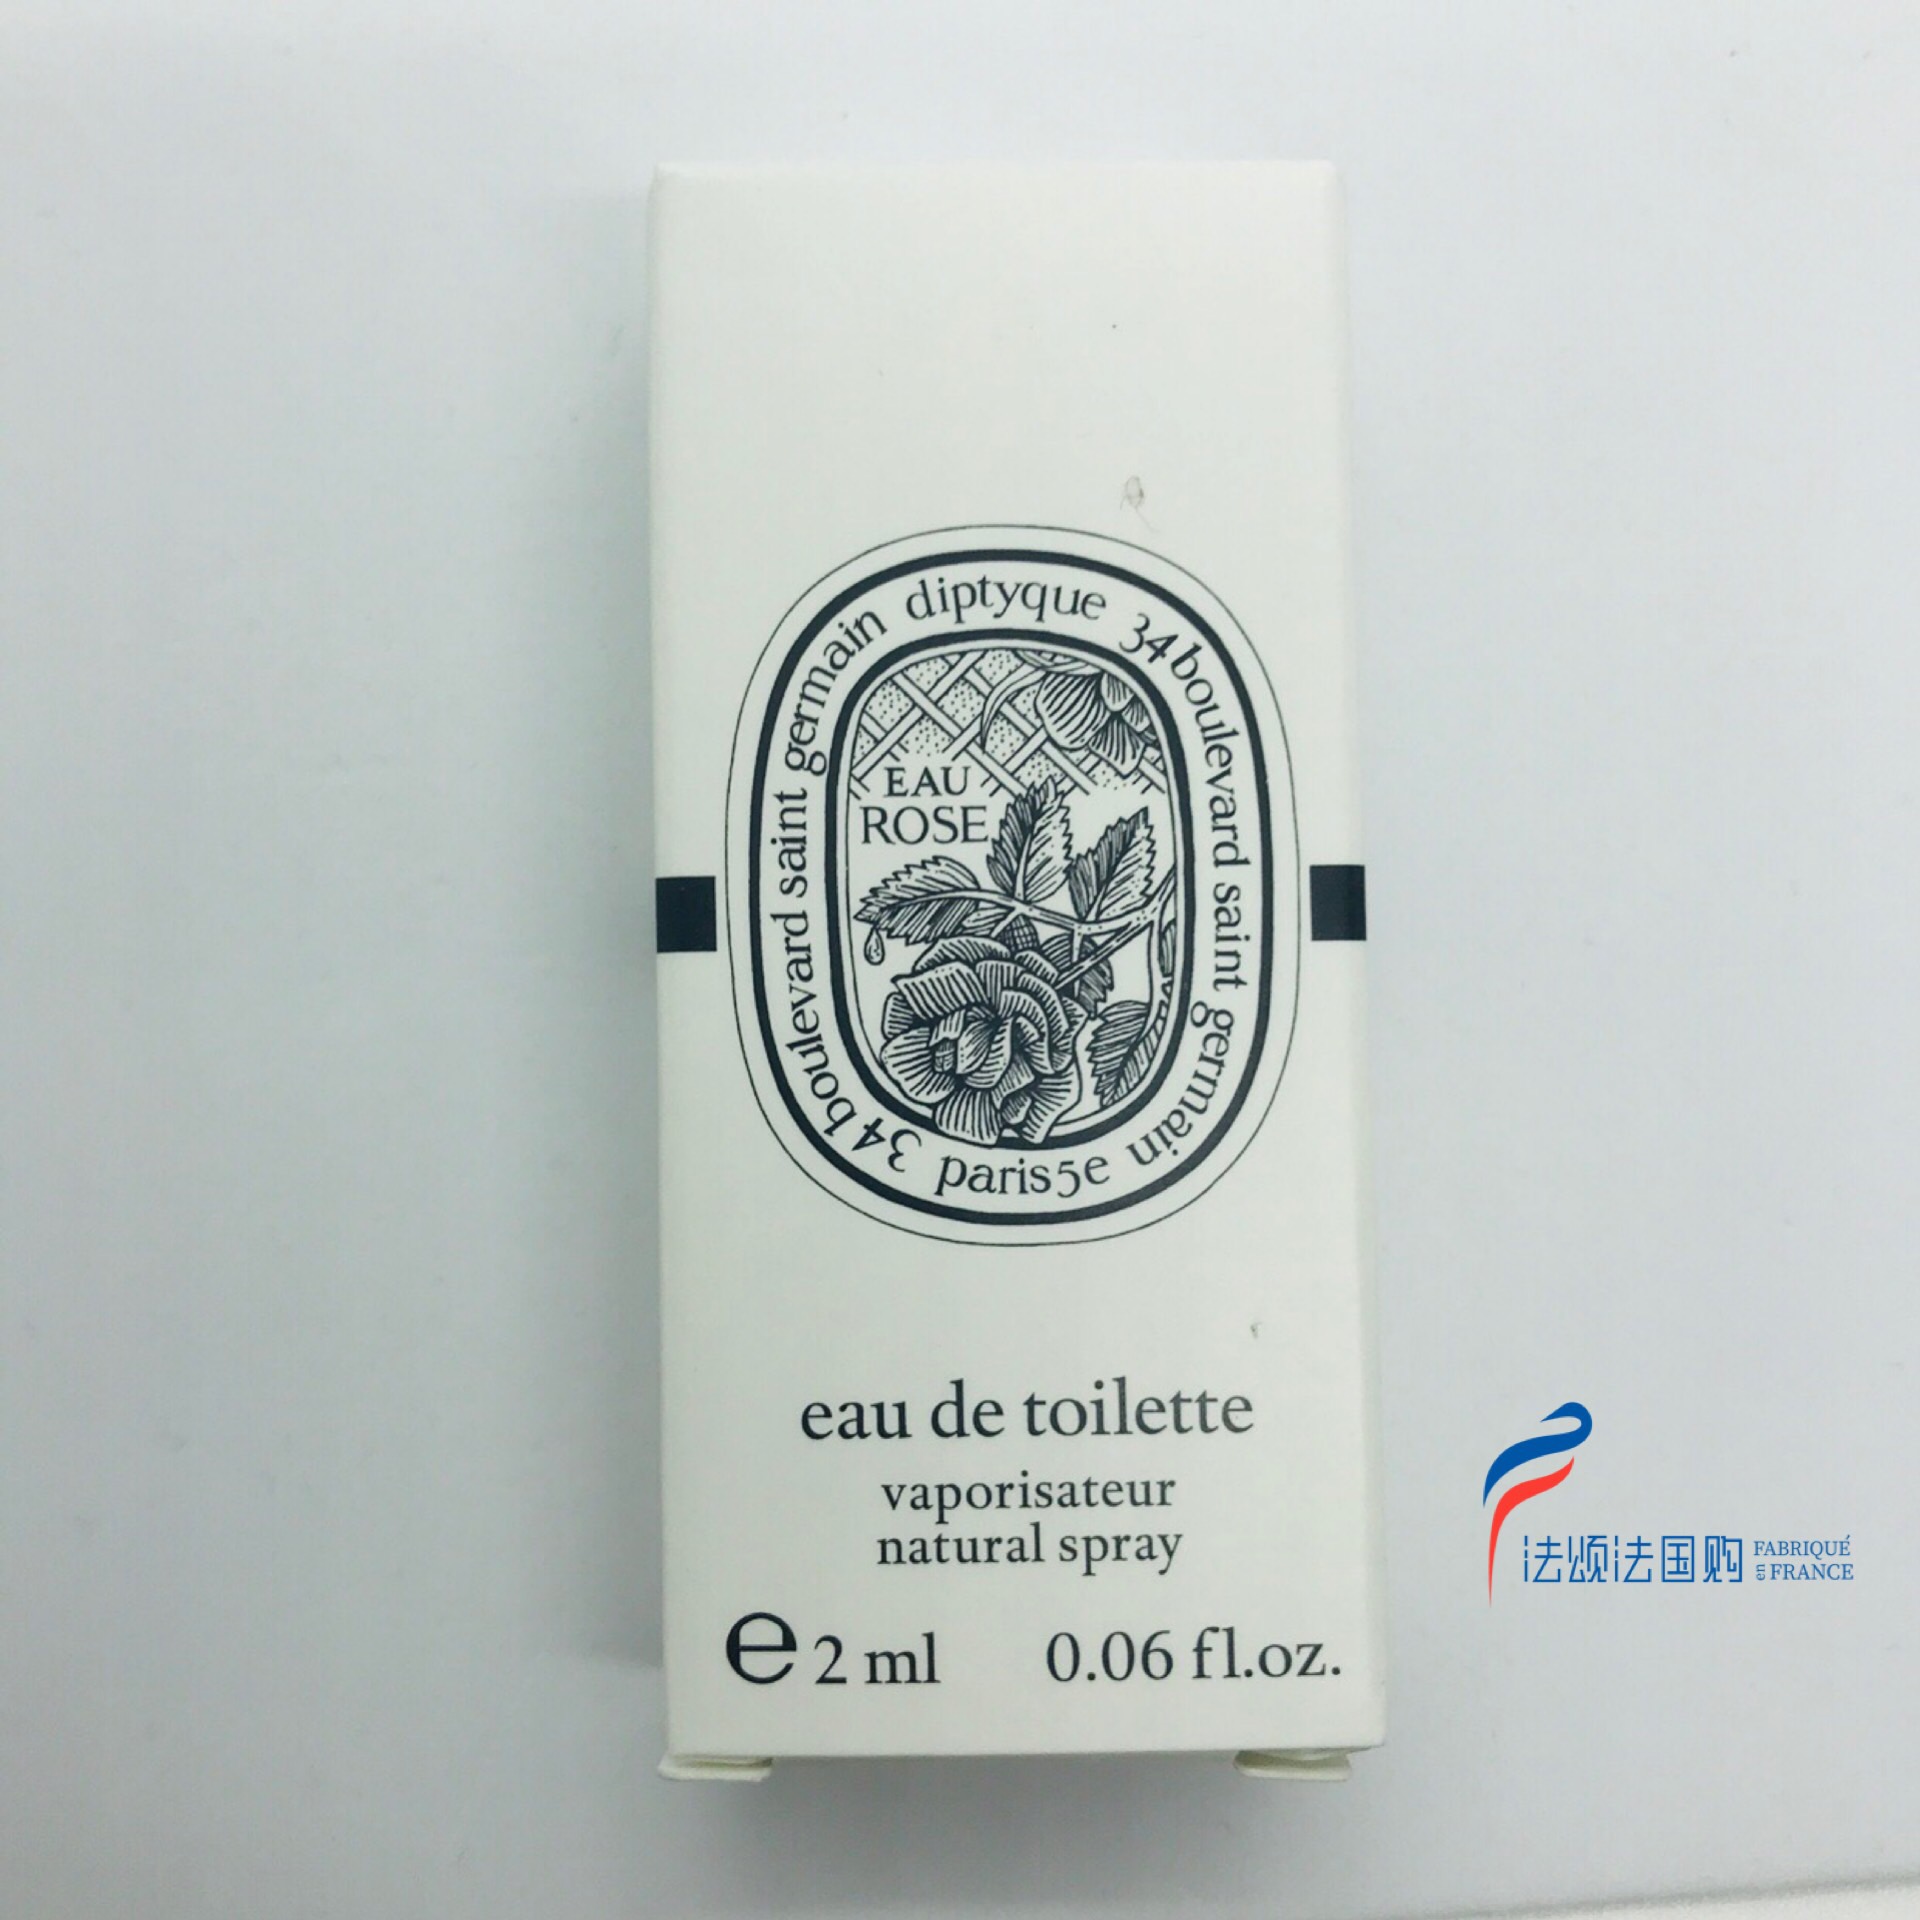 diptyque 34 boulevard saint germain paris 5e 34 boulevard saint germain
EAU
ROSE
eau de toilette
vaporisateur
natural spray
e 2 ml 0.06 fl.oz.
法颂法国购 FABRIQUÉ
en FRANCE